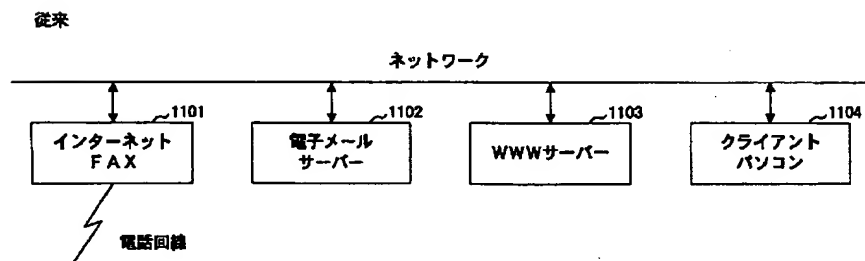 従来
ネットワーク
1101
インターネット
FAX
1102
電子メール
サーバー
1103
WWWサーバー
1104
クライアント
パソコン
電話回線